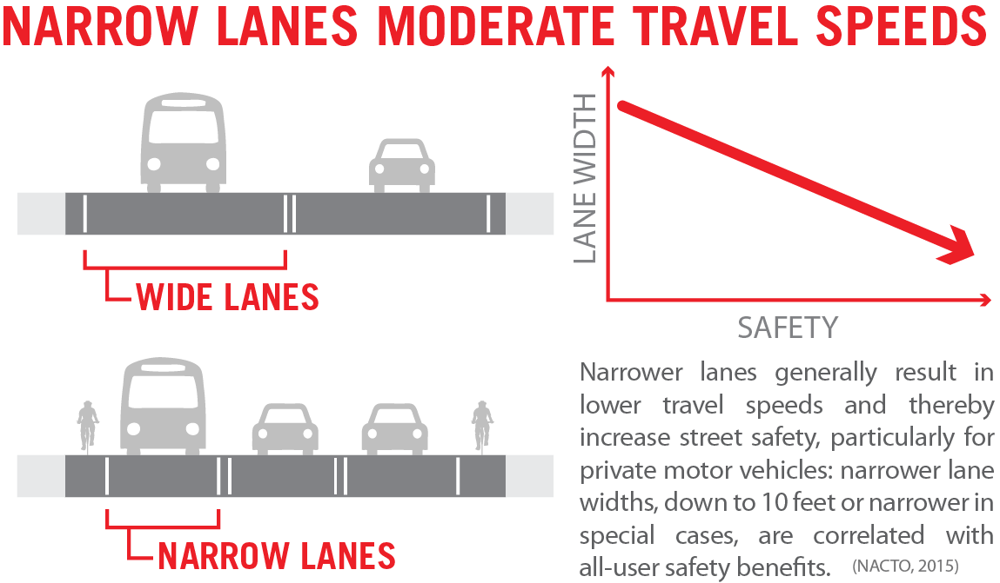 NARROW LANES MODERATE TRAVEL SPEEDS
WIDE LANES
NARROW LANES
LANE WIDTH
SAFETY
Narrower lanes generally result in
lower travel speeds and thereby
increase street safety, particularly for
private motor vehicles: narrower lane
widths, down to 10 feet or narrower in
special cases, are correlated with
all-user safety benefits. (NACTO, 2015)